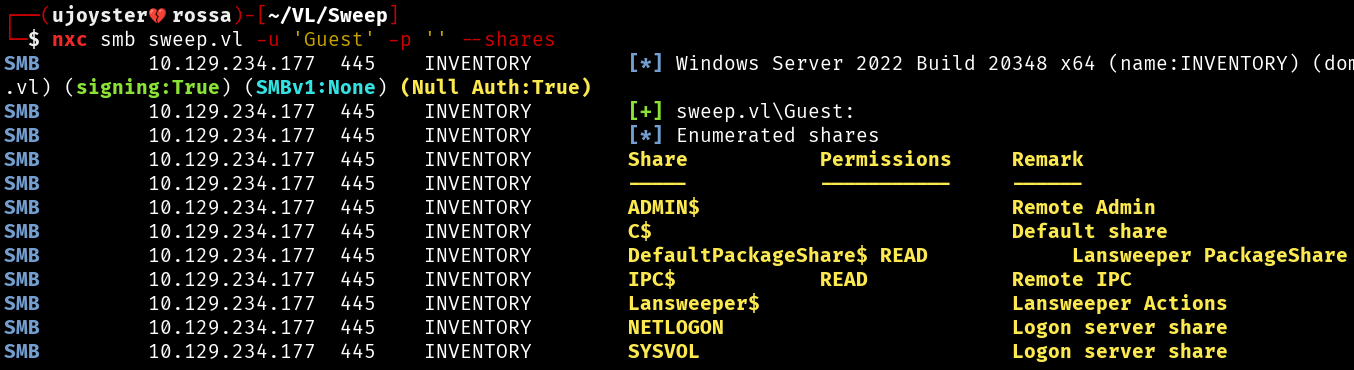 ┌──(ujoyster💔rossa)-[~/VL/Sweep]
└─$ nxc smb sweep.vl -u 'Guest' -p '' --shares
SMB 10.129.234.177 445 INVENTORY [*] Windows Server 2022 Build 20348 x64 (name:INVENTORY) (dom
.vl) (signing:True) (SMBv1:None) (Null Auth:True)
SMB 10.129.234.177 445 INVENTORY [+] sweep.vl\Guest:
SMB 10.129.234.177 445 INVENTORY [*] Enumerated shares
SMB 10.129.234.177 445 INVENTORY Share Permissions Remark
SMB 10.129.234.177 445 INVENTORY ----- ----------- ------
SMB 10.129.234.177 445 INVENTORY ADMIN$ Remote Admin
SMB 10.129.234.177 445 INVENTORY C$ Default share
SMB 10.129.234.177 445 INVENTORY DefaultPackageShare$ READ Lansweeper PackageShare
SMB 10.129.234.177 445 INVENTORY IPC$ READ Remote IPC
SMB 10.129.234.177 445 INVENTORY Lansweeper$ Lansweeper Actions
SMB 10.129.234.177 445 INVENTORY NETLOGON Logon server share
SMB 10.129.234.177 445 INVENTORY SYSVOL Logon server share